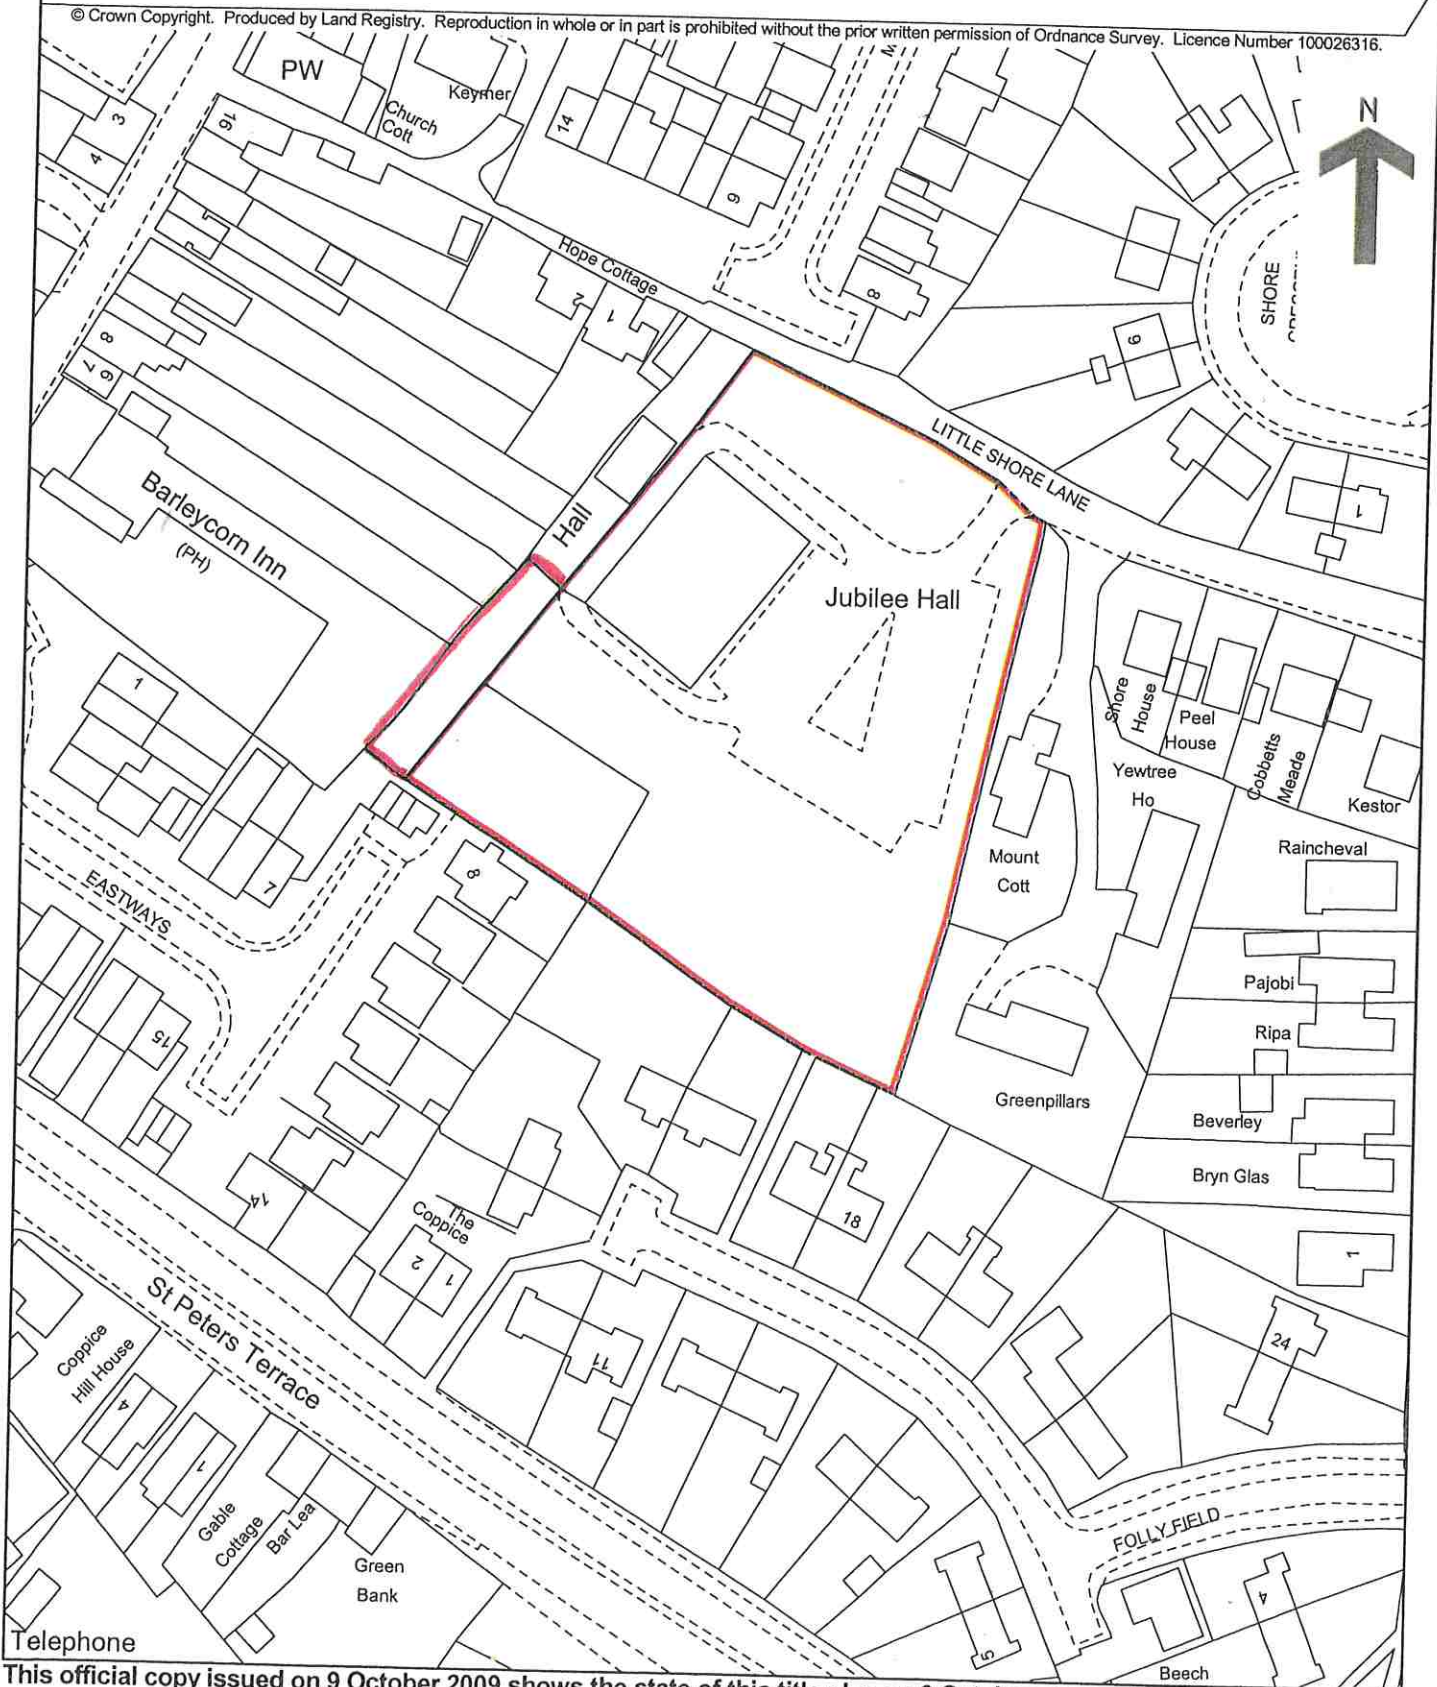 © Crown Copyright. Produced by Land Registry. Reproduction in whole or in part is prohibited without the prior written permission of Ordnance Survey. Licence Number 100026316.
N
PW
Keymer
Church
Cott
3
4
16
14
9
Hope Cottage
2
1
8
SHORE
9
8
7
6
LITTLE SHORE LANE
1
Barleycorn Inn
(PH)
Hall
Jubilee Hall
Shore
House
Peel
House
Cobbetts
Meade
Kestor
Yewtree
Ho
Raincheval
1
7
8
EASTWAYS
15
Mount
Cott
Pajobi
Ripa
Greenpillars
Beverley
Bryn Glas
14
The
Coppice
2
1
18
1
24
St Peters Terrace
Coppice
Hill House
11
4
1
Gable
Cottage
Bar Lea
Green
Bank
FOLLY FIELD
5
4
Beech
Telephone
This official copy issued on 9 October 2009 shows the state of this title